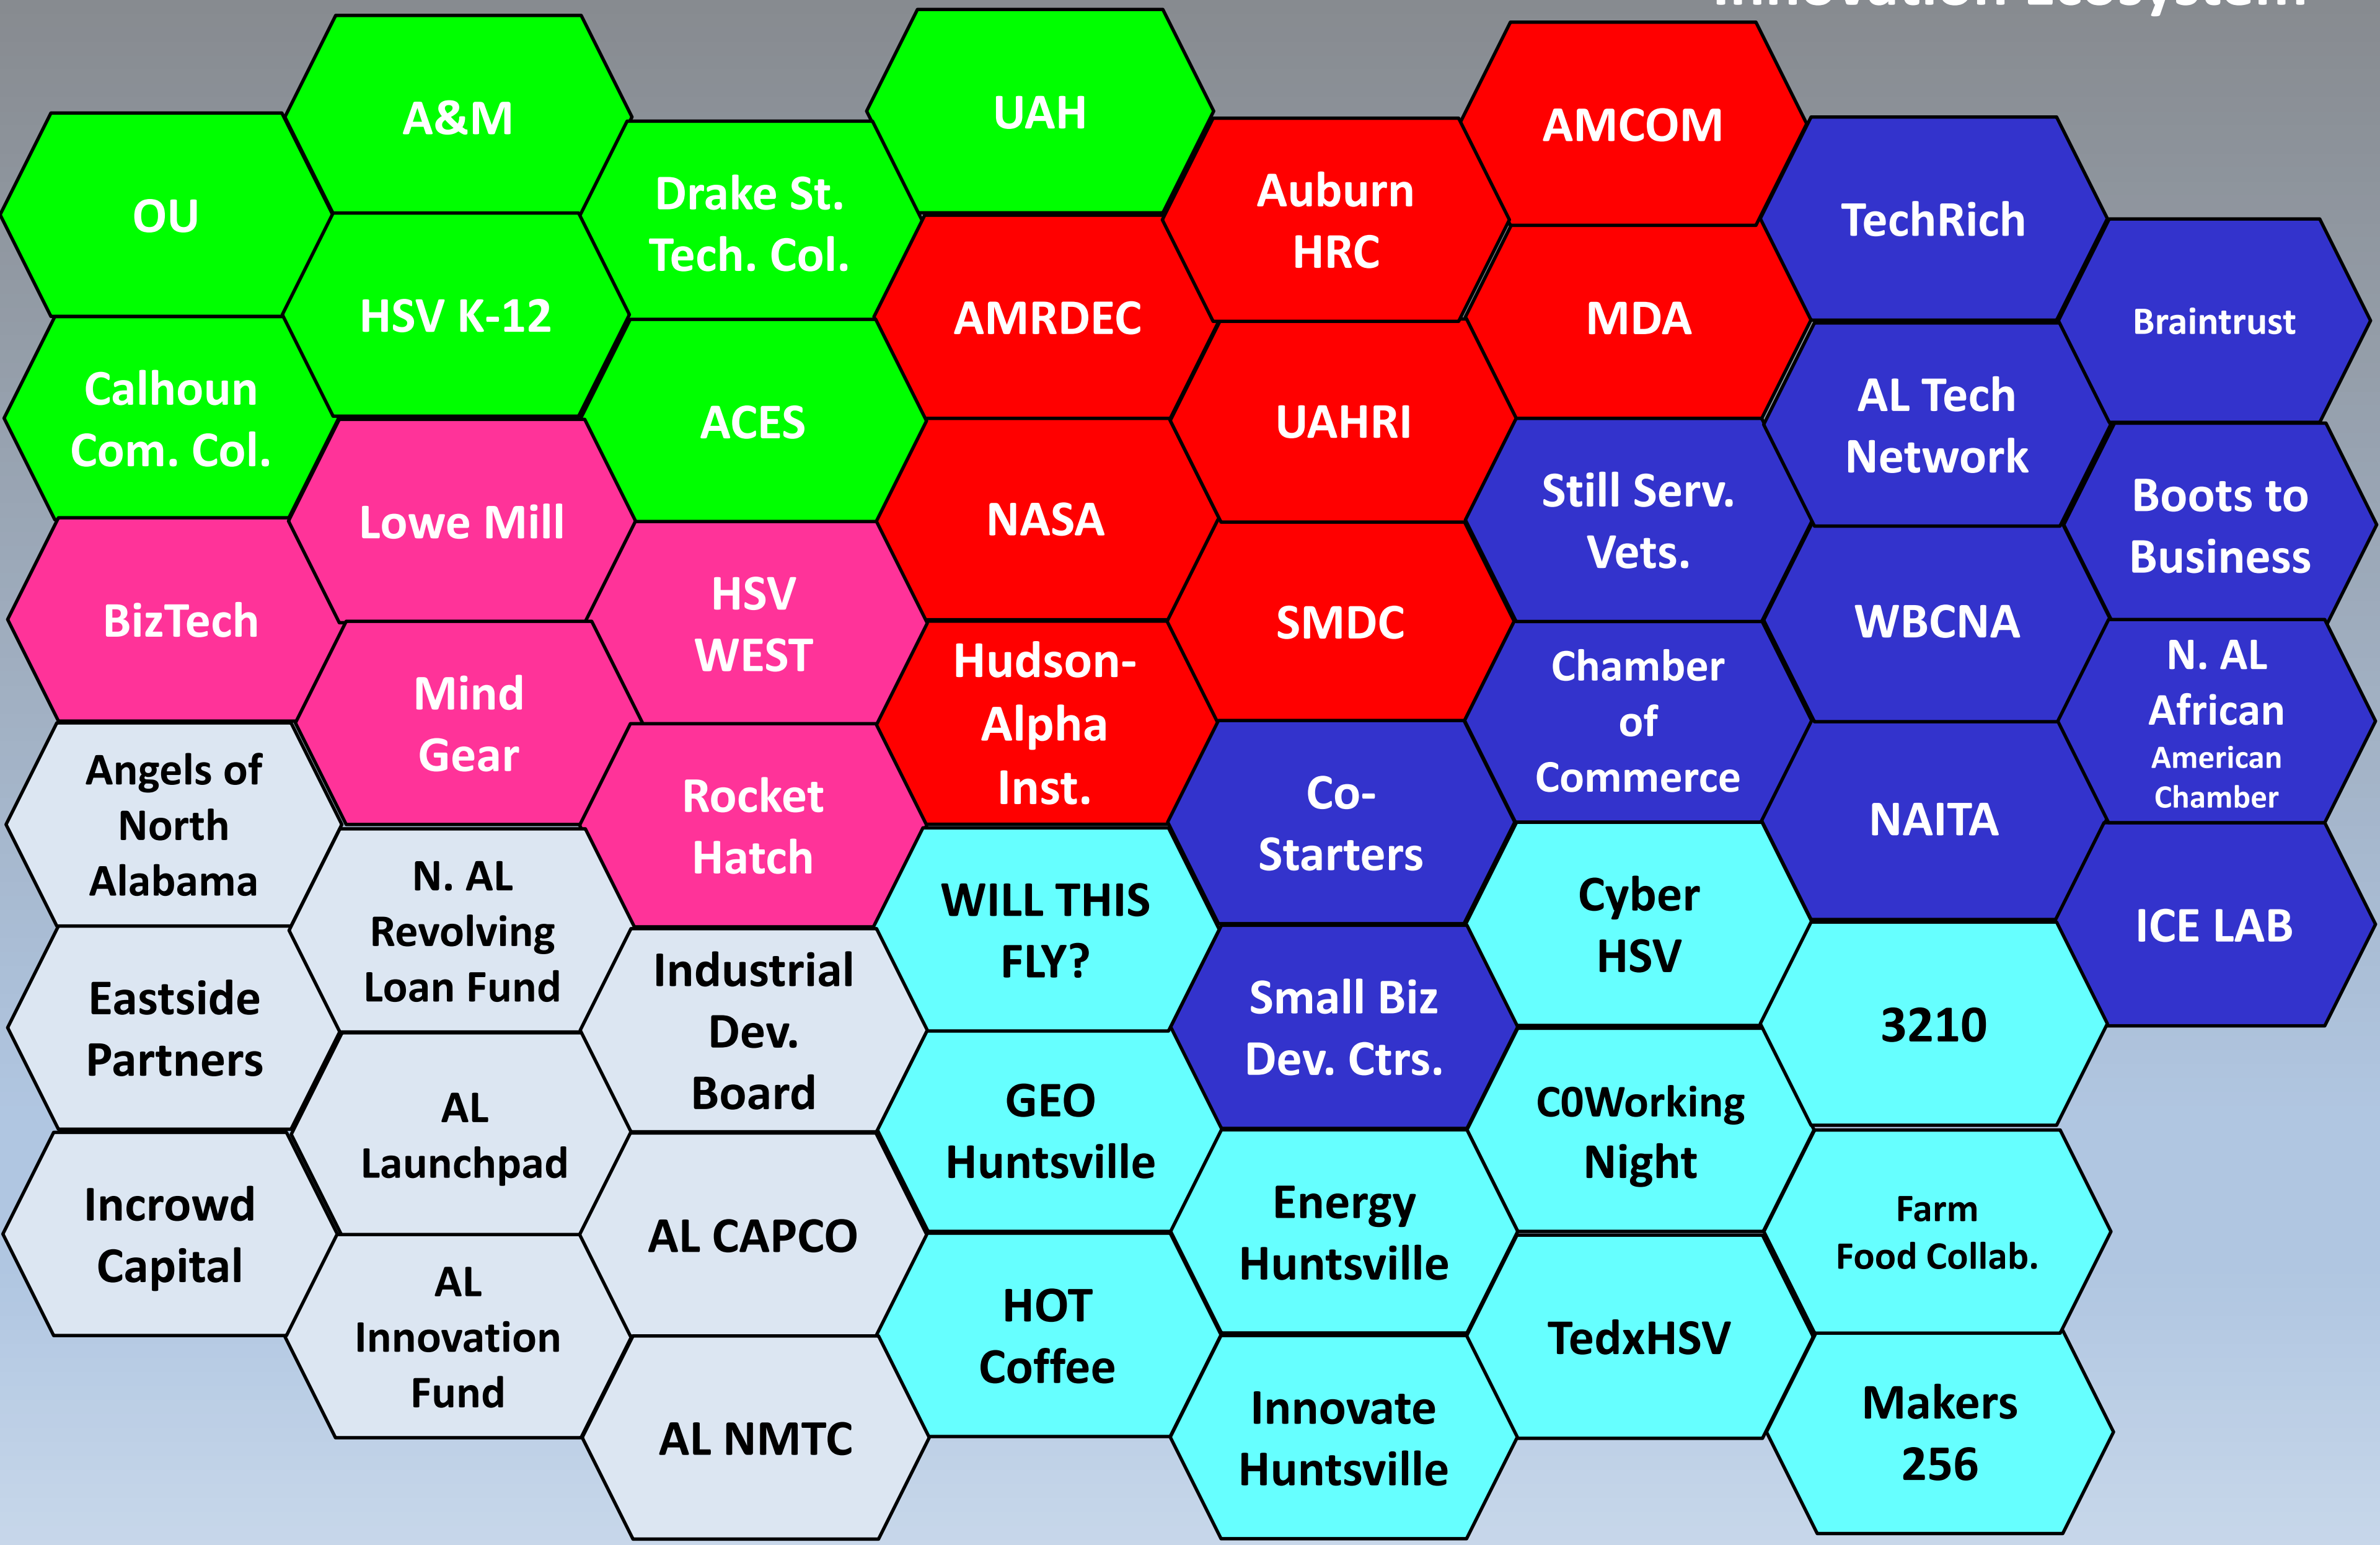 Innovation Ecosystem
A&M
UAH
AMCOM
OU
Drake St.
Tech. Col.
Auburn
HRC
TechRich
HSV K-12
AMRDEC
MDA
Braintrust
Calhoun
Com. Col.
ACES
UAHRI
AL Tech
Network
Lowe Mill
NASA
Still Serv.
Vets.
Boots to
Business
BizTech
HSV
WEST
SMDC
WBCNA
Mind
Gear
Hudson-
Alpha
Inst.
Chamber
of
Commerce
N. AL
African
American
Chamber
Angels of
North
Alabama
Rocket
Hatch
Co-
Starters
NAITA
N. AL
Revolving
Loan Fund
WILL THIS
FLY?
Cyber
HSV
ICE LAB
Eastside
Partners
Industrial
Dev.
Board
Small Biz
Dev. Ctrs.
3210
AL
Launchpad
GEO
Huntsville
C0Working
Night
Incrowd
Capital
AL CAPCO
Energy
Huntsville
Farm
Food Collab.
AL
Innovation
Fund
HOT
Coffee
TedxHSV
AL NMTC
Innovate
Huntsville
Makers
256